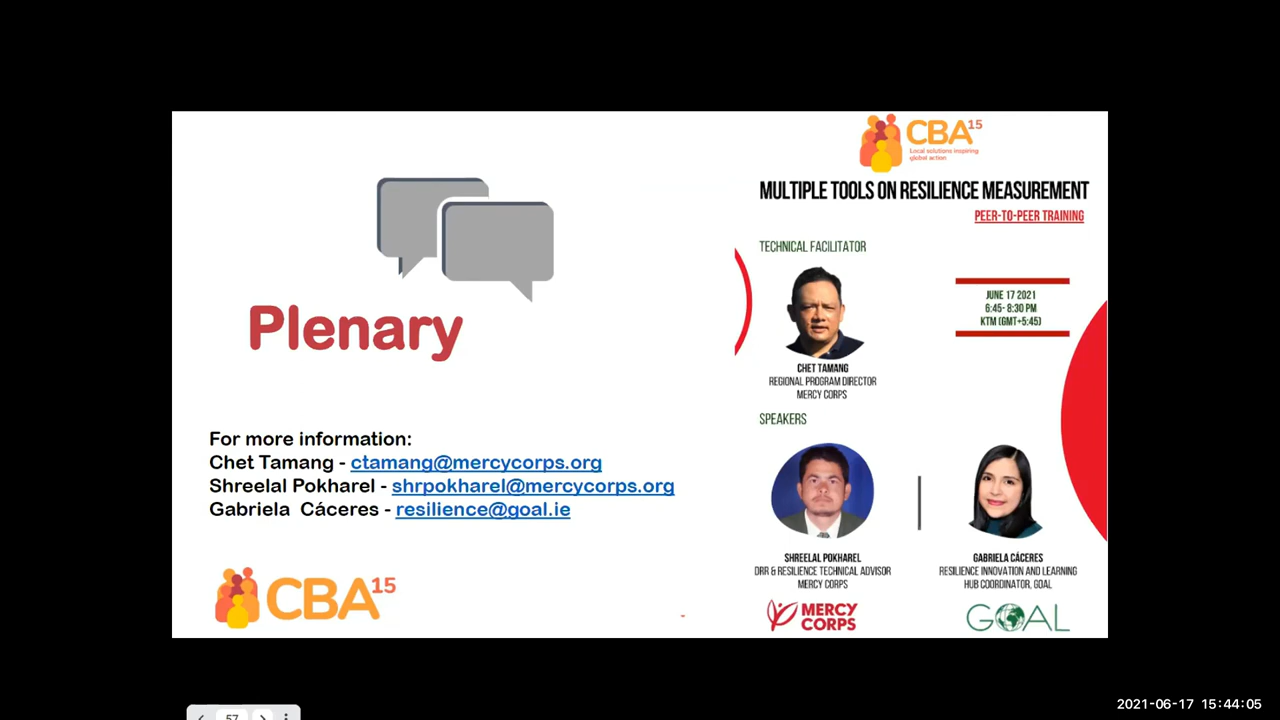 Plenary
For more information:
Chet Tamang - ctamang@mercycorps.org
Shreelal Pokharel - shrpokharel@mercycorps.org
Gabriela Cáceres - resilience@goal.ie
CBA15
CBA15
Local solutions inspiring
global action
MULTIPLE TOOLS ON RESILIENCE MEASUREMENT
PEER-TO-PEER TRAINING
TECHNICAL FACILITATOR
JUNE 17 2021
6:45- 8:30 PM
KTM (GMT+5:45)
CHET TAMANG
REGIONAL PROGRAM DIRECTOR
MERCY CORPS
SPEAKERS
SHREELAL POKHAREL
DRR & RESILIENCE TECHNICAL ADVISOR
MERCY CORPS
GABRIELA CÁCERES
RESILIENCE INNOVATION AND LEARNING
HUB COORDINATOR, GOAL
MERCY
CORPS
GOAL
57
2021-06-17 15:44:05